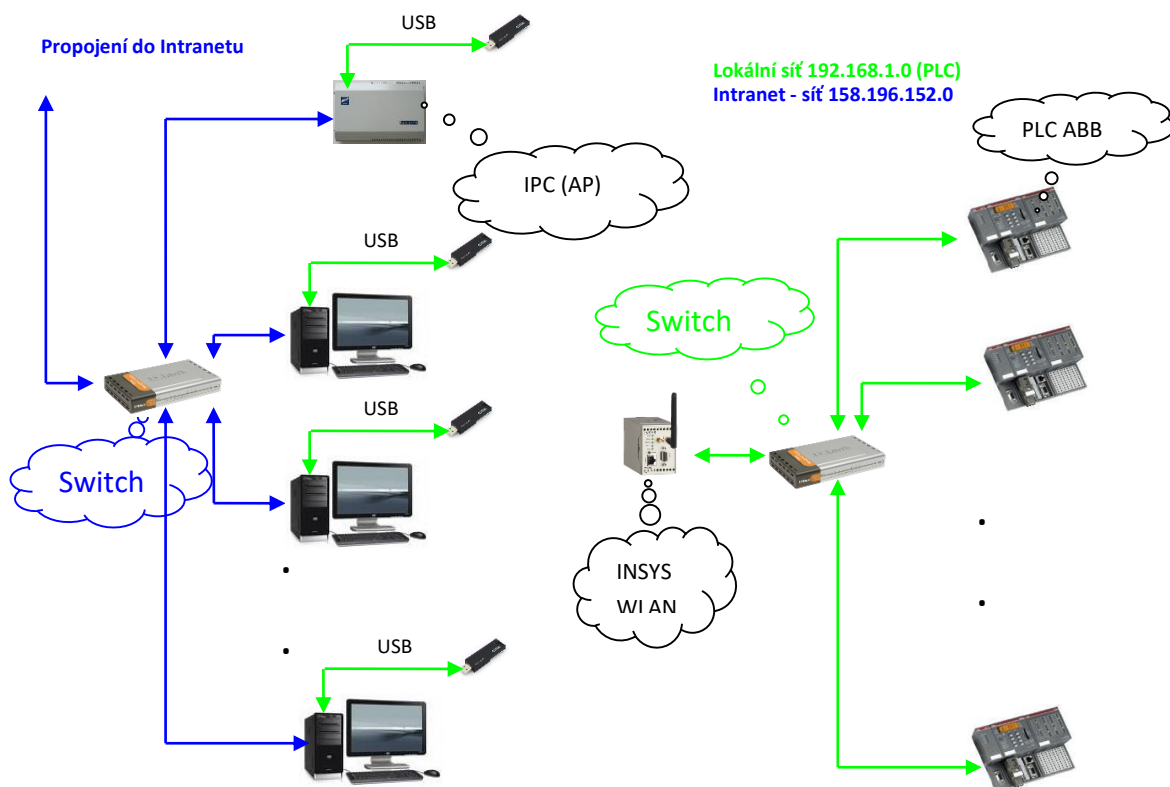 USB
Propojení do Intranetu
Lokální síť 192.168.1.0 (PLC)
Intranet - síť 158.196.152.0
PLC ABB
IPC (AP)
USB
Switch
USB
Switch
INSYS
WLAN
USB